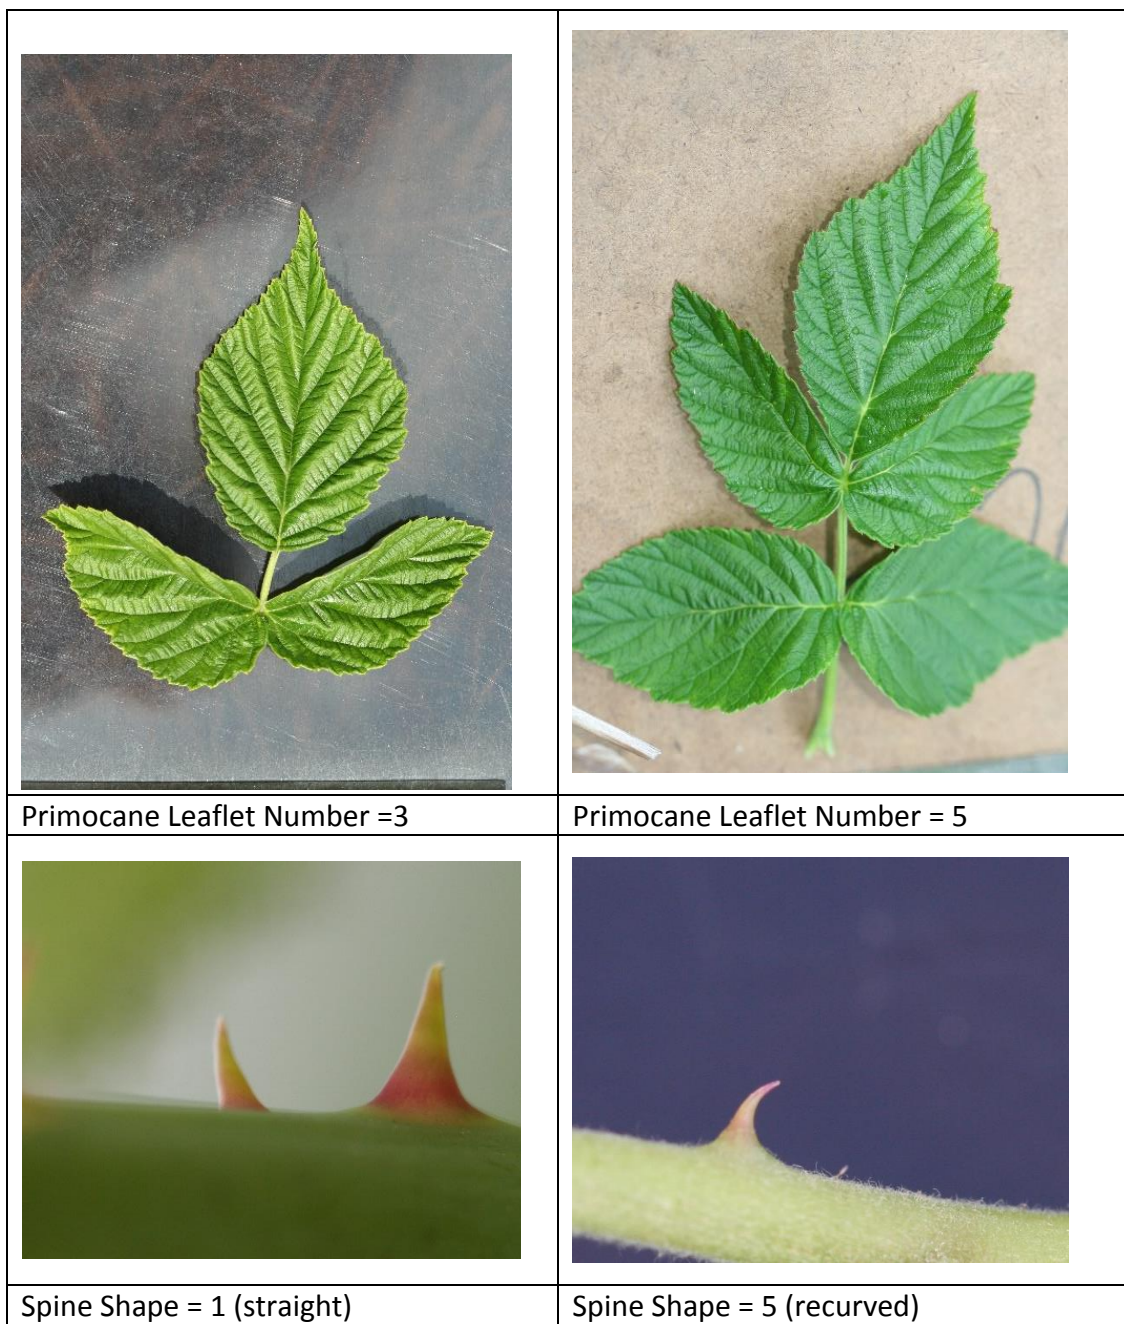 Primocane Leaflet Number =3
Primocane Leaflet Number = 5
Spine Shape = 1 (straight)
Spine Shape = 5 (recurved)